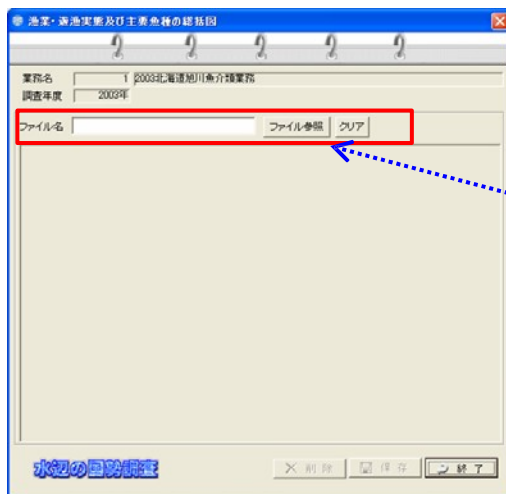 漁業・遊漁実態及び主要魚種の総括図
業務名 1 2003北海道旭川魚介類業務
調査年度 2003年
ファイル名 ファイル参照 クリア
水辺の国勢調査 削除 保存 終了